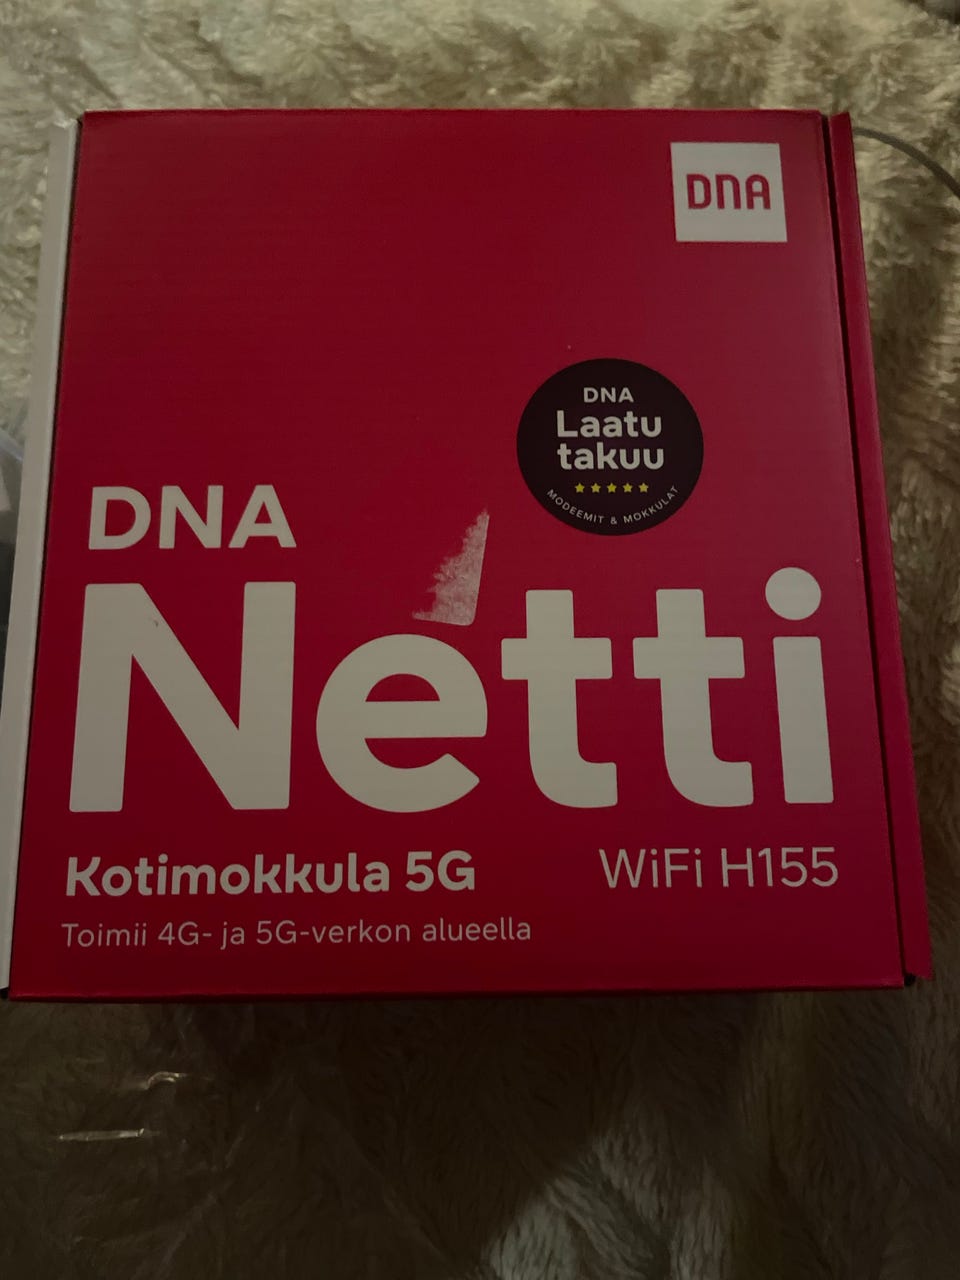 DNA
DNA
Laatu
takuu
MODEEMIT & MOKKULAT
DNA
Netti
Kotimokkula 5G
WiFi H155
Toimii 4G- ja 5G-verkon alueella